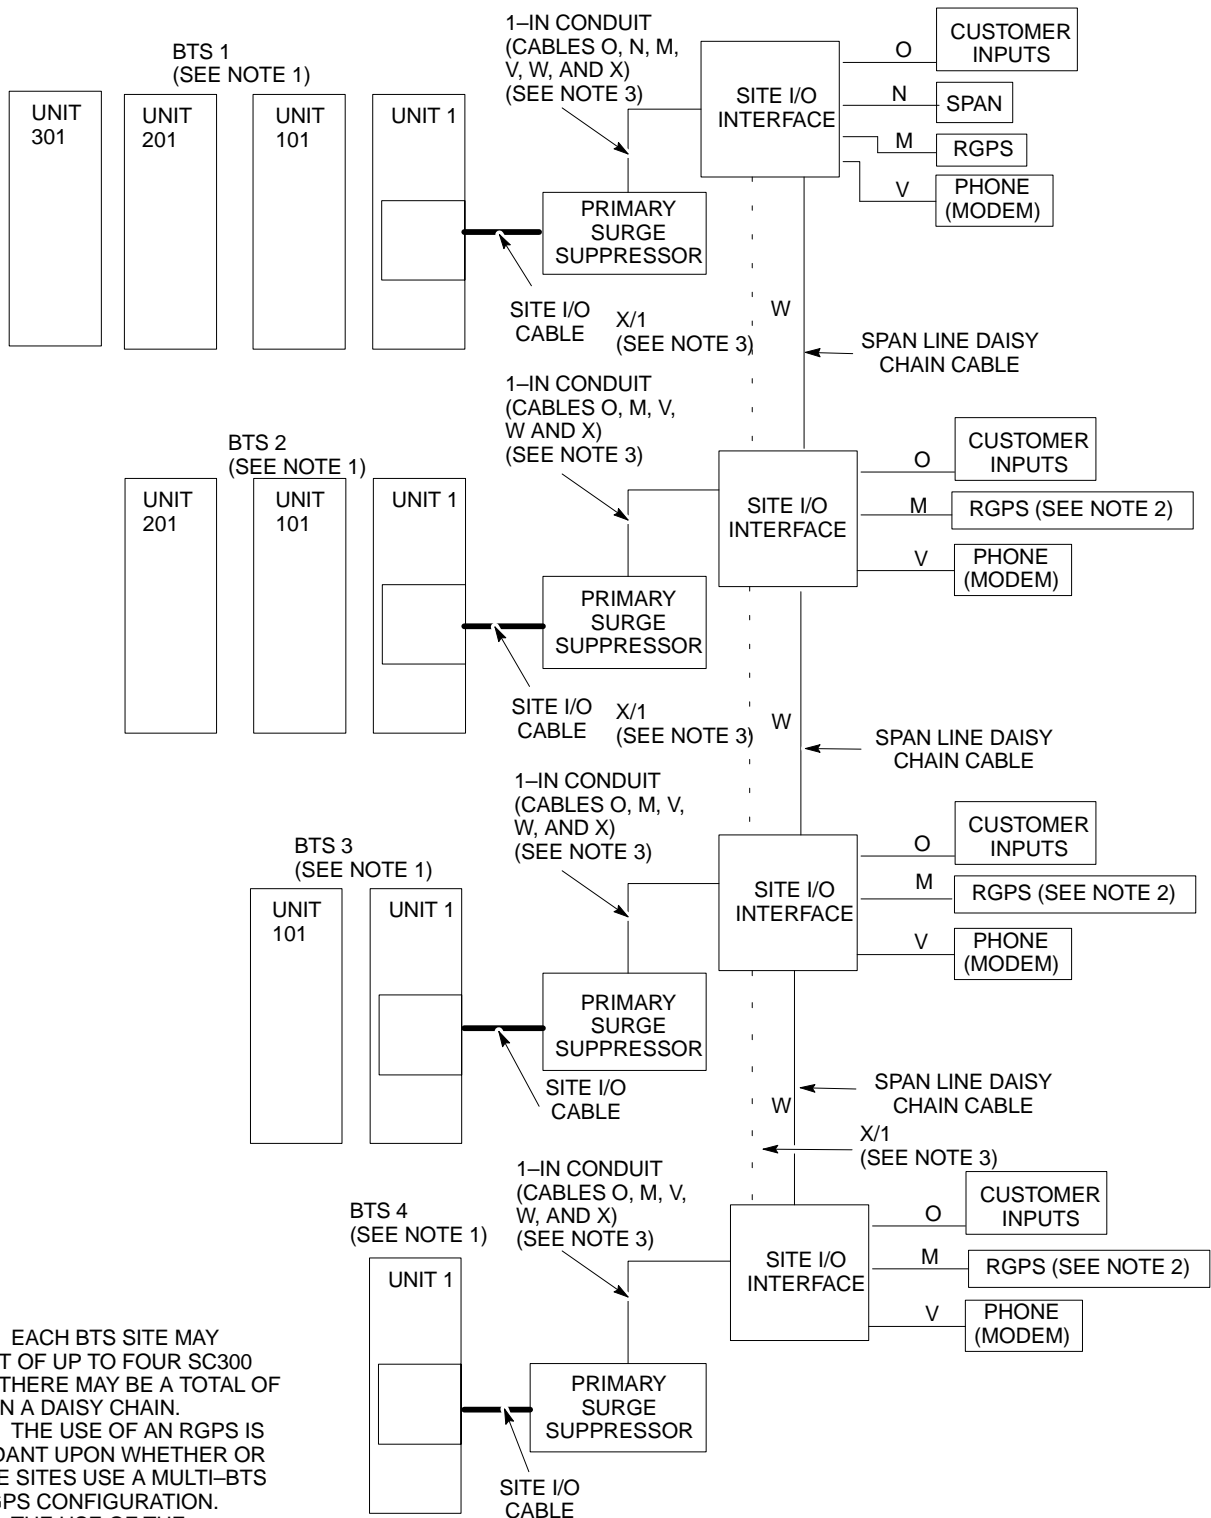 BTS 1
(SEE NOTE 1)
UNIT
301
UNIT
201
UNIT
101
UNIT 1
1–IN CONDUIT
(CABLES O, N, M,
V, W, AND X)
(SEE NOTE 3)
PRIMARY
SURGE
SUPPRESSOR
SITE I/O
CABLE
SITE I/O
INTERFACE
O
CUSTOMER
INPUTS
N
SPAN
M
RGPS
V
PHONE
(MODEM)
X/1
(SEE NOTE 3)
W
SPAN LINE DAISY
CHAIN CABLE
BTS 2
(SEE NOTE 1)
UNIT
201
UNIT
101
UNIT 1
1–IN CONDUIT
(CABLES O, M, V,
W AND X)
(SEE NOTE 3)
PRIMARY
SURGE
SUPPRESSOR
SITE I/O
CABLE
SITE I/O
INTERFACE
O
CUSTOMER
INPUTS
M
RGPS (SEE NOTE 2)
V
PHONE
(MODEM)
X/1
(SEE NOTE 3)
W
SPAN LINE DAISY
CHAIN CABLE
BTS 3
(SEE NOTE 1)
UNIT
101
UNIT 1
1–IN CONDUIT
(CABLES O, M, V,
W, AND X)
(SEE NOTE 3)
PRIMARY
SURGE
SUPPRESSOR
SITE I/O
CABLE
SITE I/O
INTERFACE
O
CUSTOMER
INPUTS
M
RGPS (SEE NOTE 2)
V
PHONE
(MODEM)
W
SPAN LINE DAISY
CHAIN CABLE
X/1
(SEE NOTE 3)
BTS 4
(SEE NOTE 1)
UNIT 1
1–IN CONDUIT
(CABLES O, M, V,
W, AND X)
(SEE NOTE 3)
PRIMARY
SURGE
SUPPRESSOR
SITE I/O
CABLE
SITE I/O
INTERFACE
O
CUSTOMER
INPUTS
M
RGPS (SEE NOTE 2)
V
PHONE
(MODEM)
EACH BTS SITE MAY
T OF UP TO FOUR SC300
THERE MAY BE A TOTAL OF
N A DAISY CHAIN.
THE USE OF AN RGPS IS
DANT UPON WHETHER OR
E SITES USE A MULTI–BTS
GPS CONFIGURATION.
THE USE OF THE